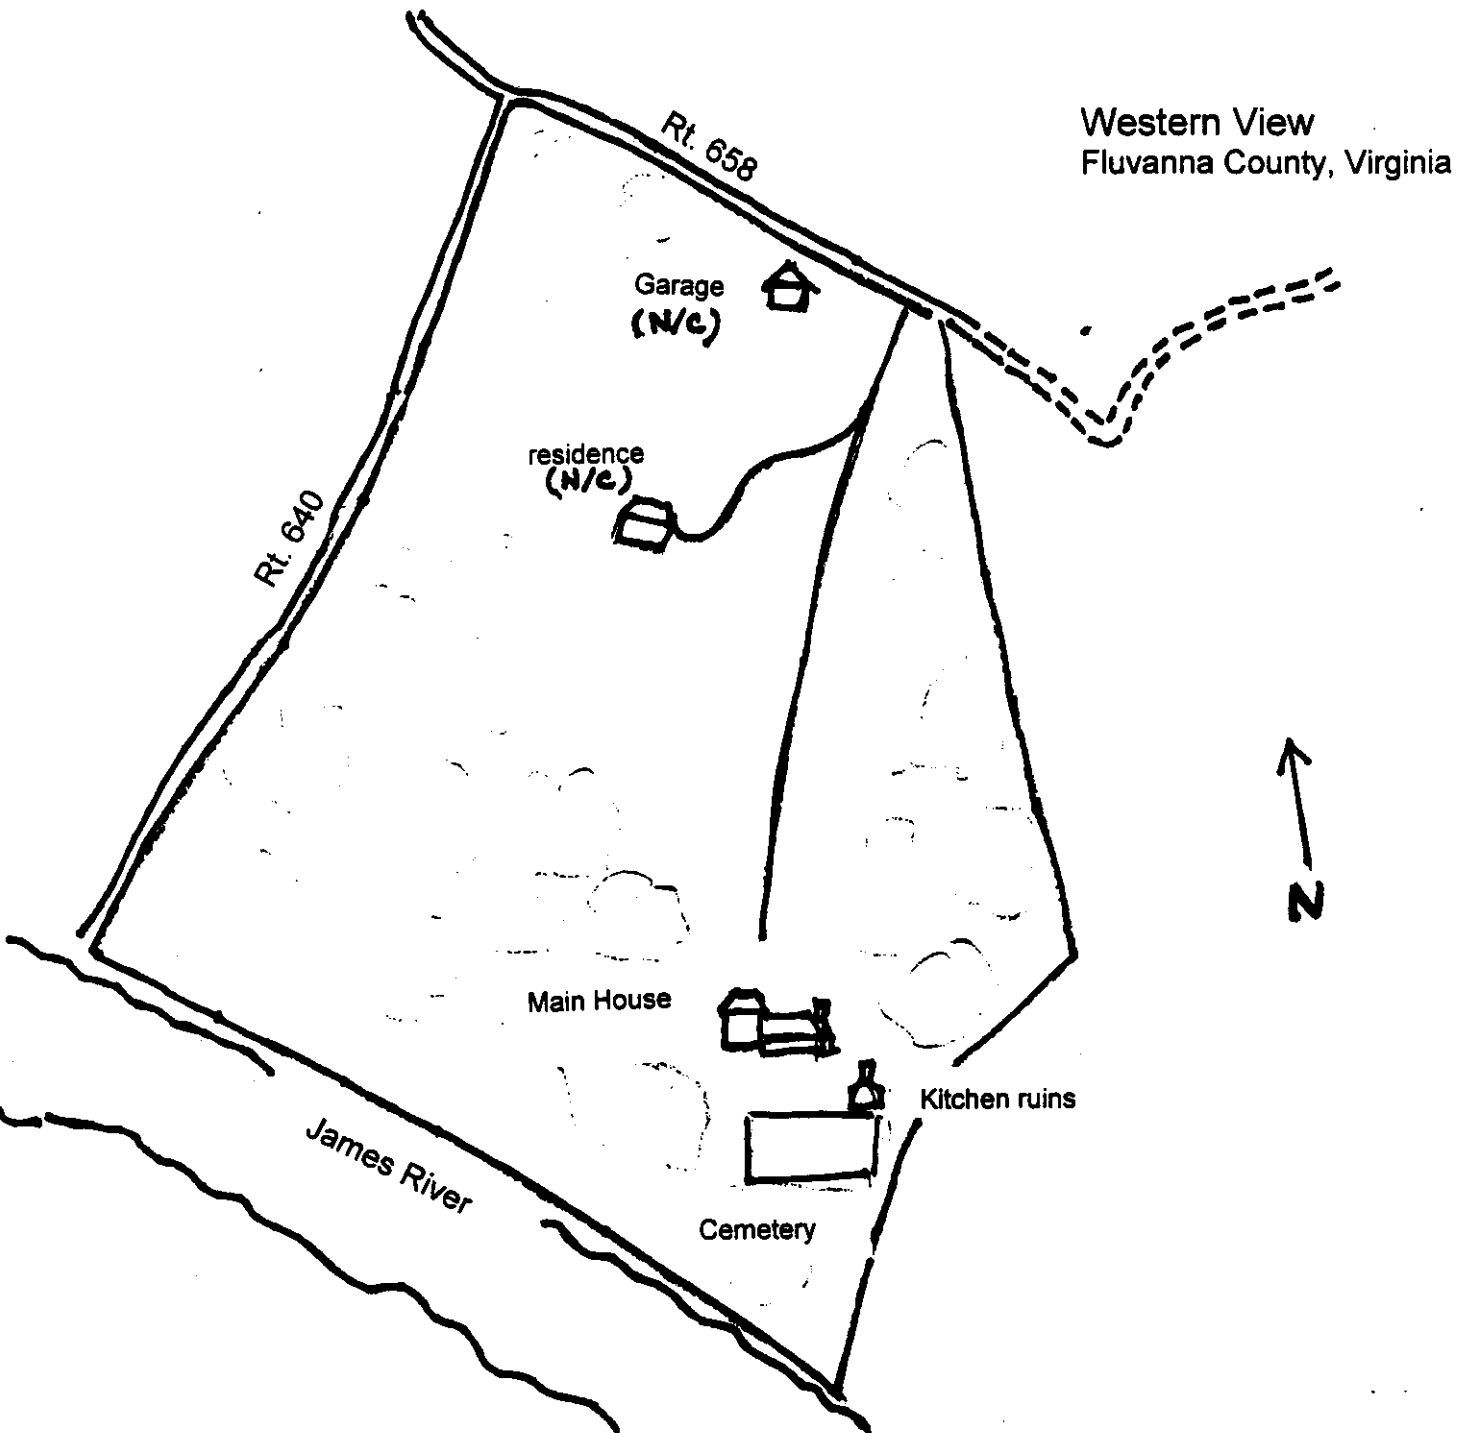 Western View
Fluvanna County, Virginia
Rt. 658
Garage
(N/C)
residence
(N/C)
Rt. 640
N
Main House
Kitchen ruins
James River
Cemetery